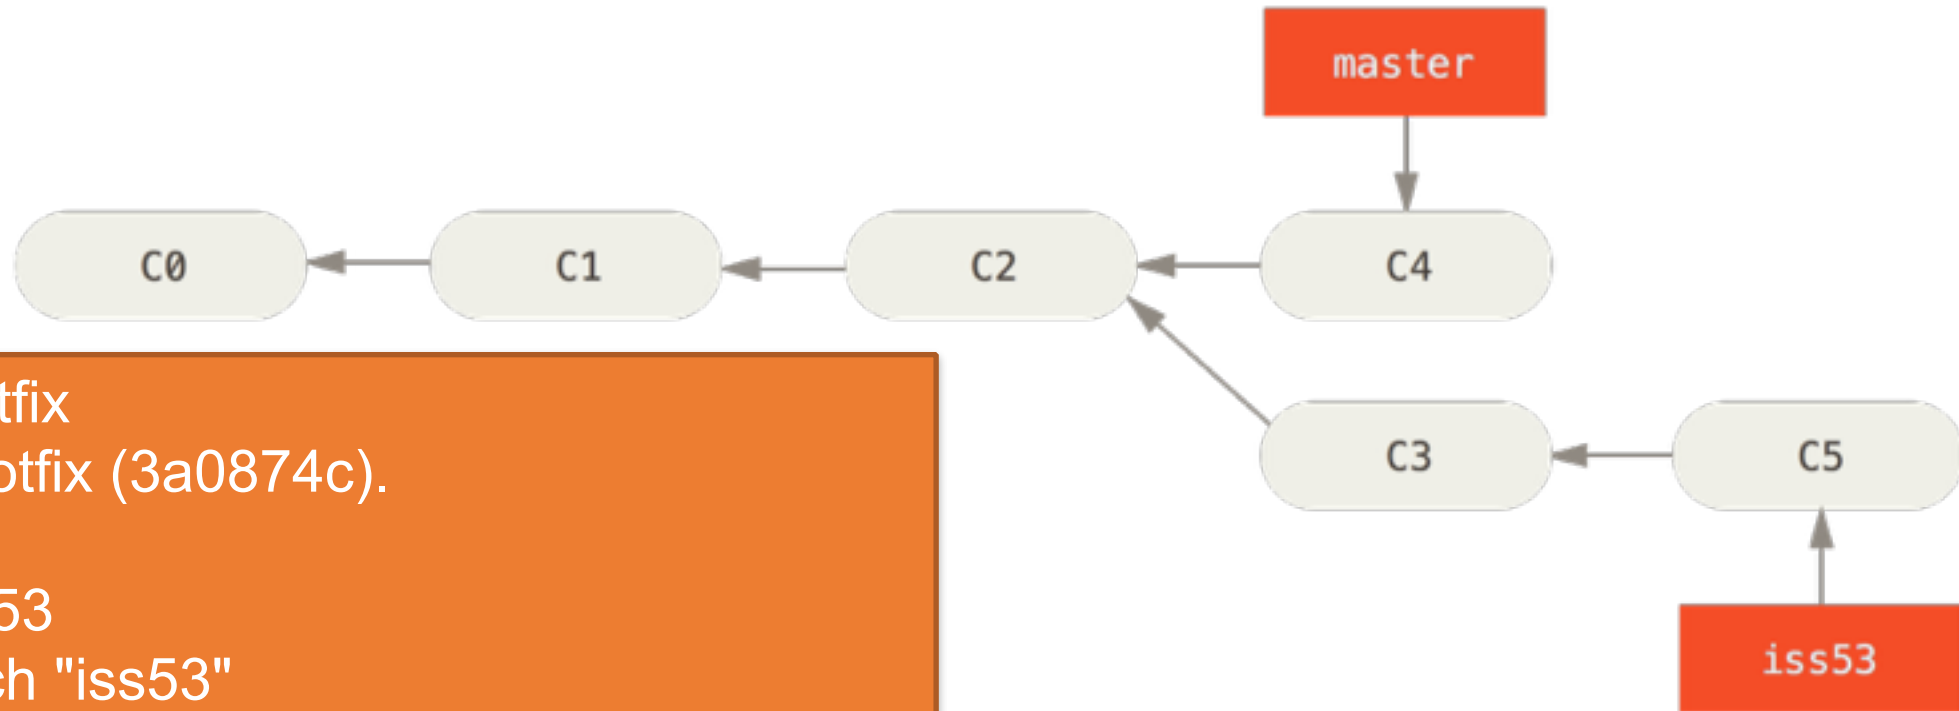 master
C0
C1
C2
C4
tfix
otfix (3a0874c).
C3
C5
53
ch "iss53"
iss53